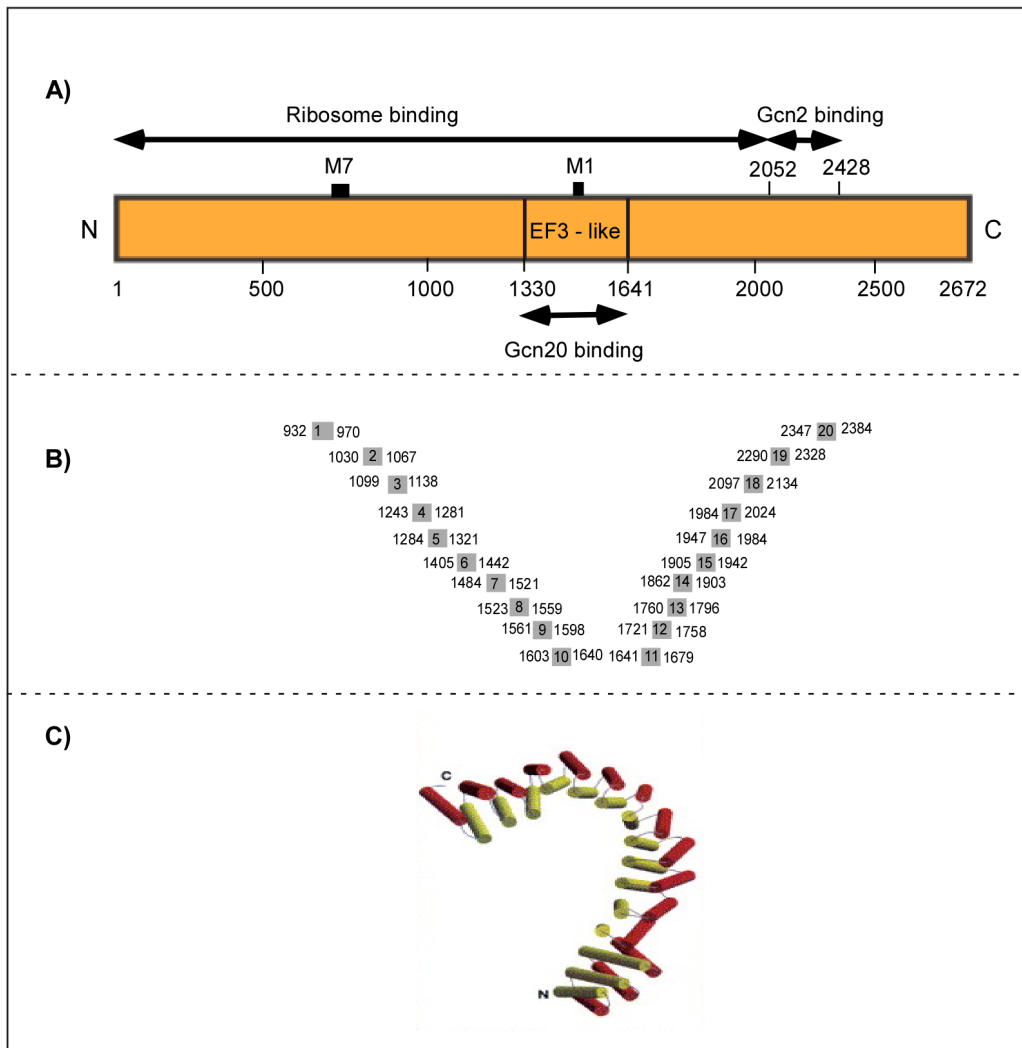 A)
Ribosome binding
Gcn2 binding
M7
M1
2052
2428
N
EF3 - like
C
1
500
1000
1330
1641
2000
2500
2672
Gcn20 binding
B)
932 1 970
2347 20 2384
1030 2 1067
2290 19 2328
1099 3 1138
2097 18 2134
1243 4 1281
1984 17 2024
1284 5 1321
1947 16 1984
1405 6 1442
1905 15 1942
1484 7 1521
1862 14 1903
1523 8 1559
1760 13 1796
1561 9 1598
1721 12 1758
1603 10 1640
1641 11 1679
C)
C
N